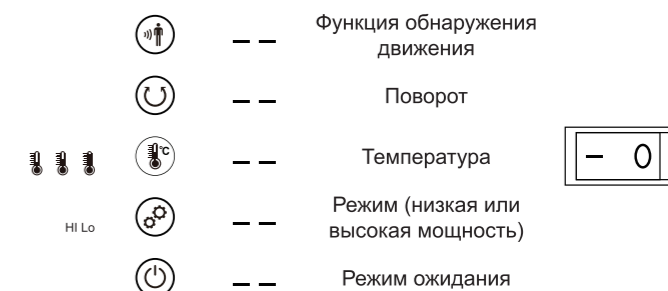 Функция обнаружения
движения
Поворот
°C
Температура
– 0
Режим (низкая или
высокая мощность)
HI Lo
Режим ожидания